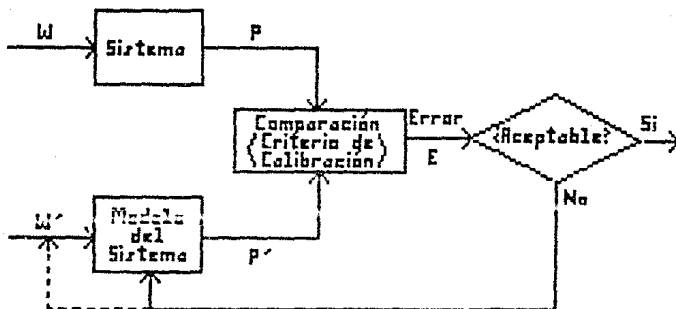 W
Sistema
P
Comparación
{Criterio de}
Calibración
Error
E
¿Aceptable?
Si
No
W'
Modelo
del
Sistema
P'